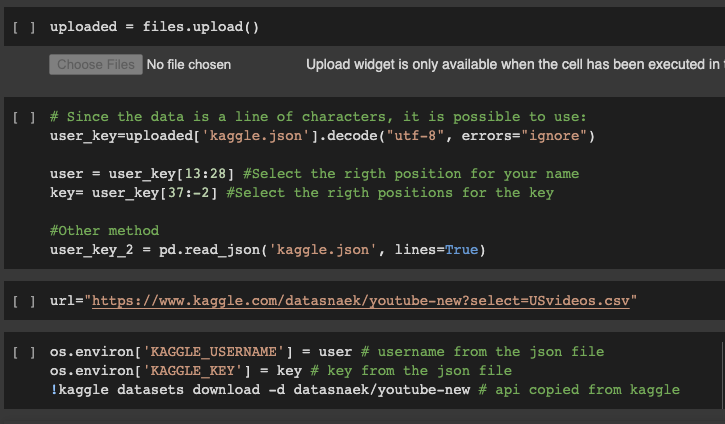 [ ] uploaded = files.upload()
Choose Files No file chosen Upload widget is only available when the cell has been executed in
[ ] # Since the data is a line of characters, it is possible to use:
user_key=uploaded['kaggle.json'].decode("utf-8", errors="ignore")
user = user_key[13:28] #Select the rigth position for your name
key= user_key[37:-2] #Select the rigth positions for the key
#Other method
user_key_2 = pd.read_json('kaggle.json', lines=True)
[ ] url="https://www.kaggle.com/datasnaek/youtube-new?select=USvideos.csv"
[ ] os.environ['KAGGLE_USERNAME'] = user # username from the json file
os.environ['KAGGLE_KEY'] = key # key from the json file
!kaggle datasets download -d datasnaek/youtube-new # api copied from kaggle